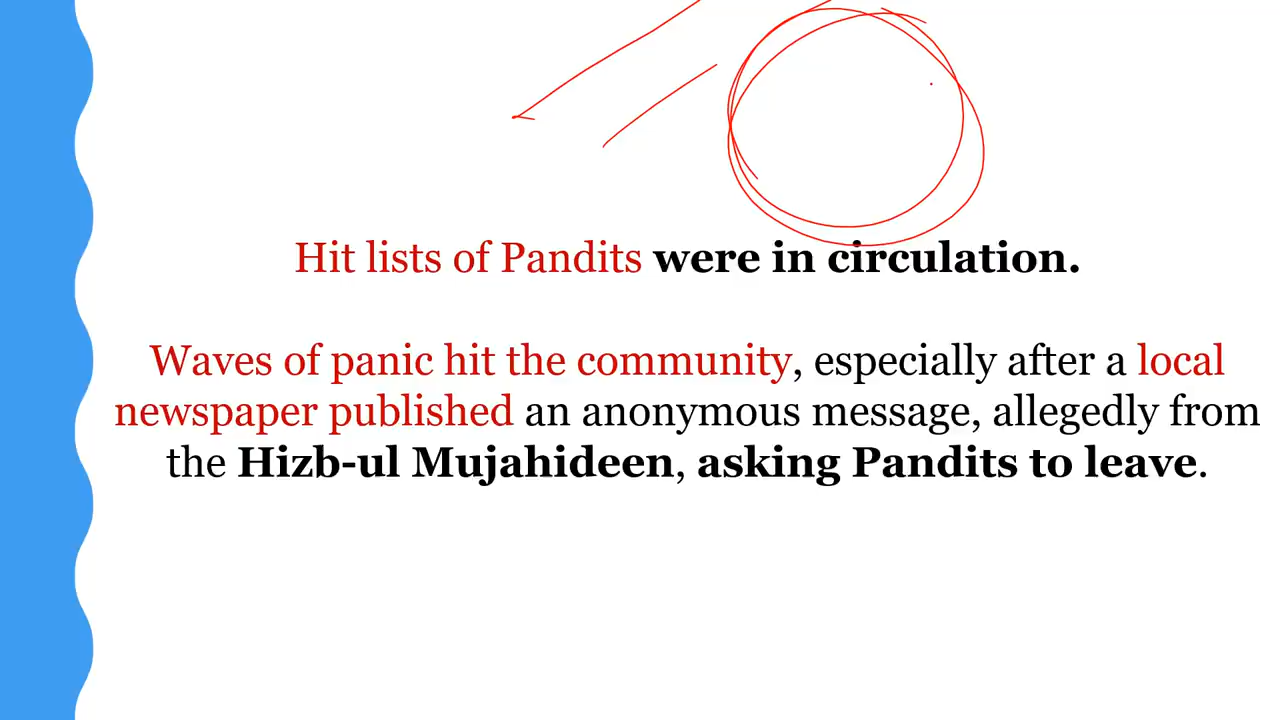 Hit lists of Pandits were in circulation.
Waves of panic hit the community, especially after a local
newspaper published an anonymous message, allegedly from
the Hizb-ul Mujahideen, asking Pandits to leave.